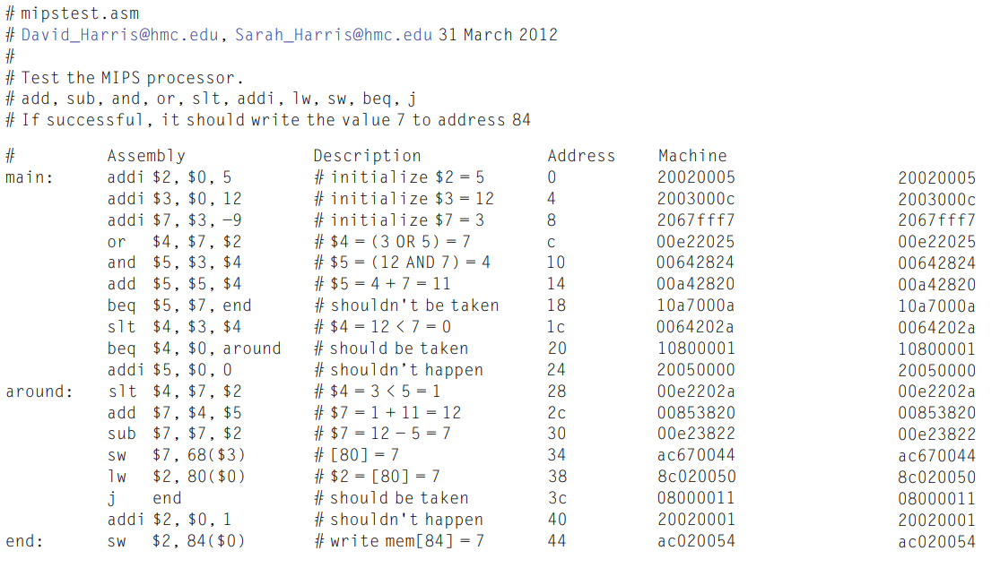 # mipstest.asm
# David_Harris@hmc.edu, Sarah_Harris@hmc.edu 31 March 2012
#
# Test the MIPS processor.
# add, sub, and, or, slt, addi, lw, sw, beq, j
# If successful, it should write the value 7 to address 84
# Assembly Description Address Machine
main: addi $2, $0, 5 # initialize $2 = 5 0 20020005 20020005
addi $3, $0, 12 # initialize $3 = 12 4 2003000c 2003000c
addi $7, $3, −9 # initialize $7 = 3 8 2067fff7 2067fff7
or $4, $7, $2 # $4 = (3 OR 5) = 7 c 00e22025 00e22025
and $5, $3, $4 # $5 = (12 AND 7) = 4 10 00642824 00642824
add $5, $5, $4 # $5 = 4 + 7 = 11 14 00a42820 00a42820
beq $5, $7, end # shouldn't be taken 18 10a7000a 10a7000a
slt $4, $3, $4 # $4 = 12 < 7 = 0 1c 0064202a 0064202a
beq $4, $0, around # should be taken 20 10800001 10800001
addi $5, $0, 0 # shouldn’t happen 24 20050000 20050000
around: slt $4, $7, $2 # $4 = 3 < 5 = 1 28 00e2202a 00e2202a
add $7, $4, $5 # $7 = 1 + 11 = 12 2c 00853820 00853820
sub $7, $7, $2 # $7 = 12 − 5 = 7 30 00e23822 00e23822
sw $7, 68($3) # [80] = 7 34 ac670044 ac670044
lw $2, 80($0) # $2 = [80] = 7 38 8c020050 8c020050
j end # should be taken 3c 08000011 08000011
addi $2, $0, 1 # shouldn't happen 40 20020001 20020001
end: sw $2, 84($0) # write mem[84] = 7 44 ac020054 ac020054